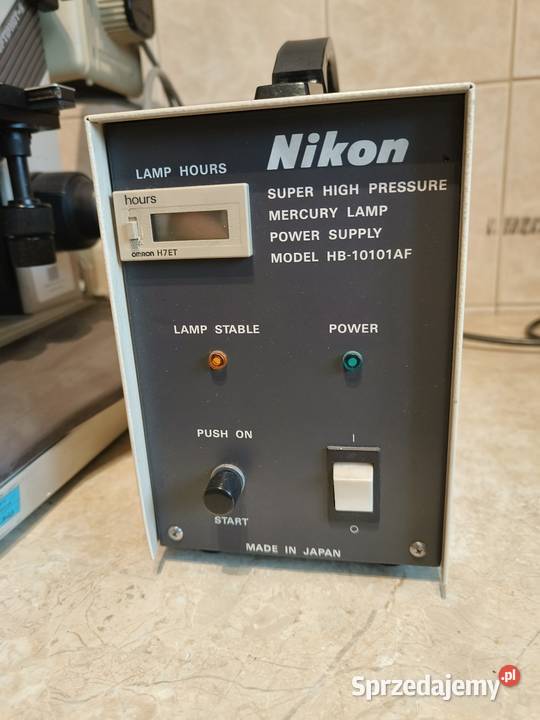 Nikon
LAMP HOURS
hours
OMRON H7ET
SUPER HIGH PRESSURE
MERCURY LAMP
POWER SUPPLY
MODEL HB-10101AF
LAMP STABLE
POWER
PUSH ON
I
START
O
MADE IN JAPAN
Sprzedajemy.pl